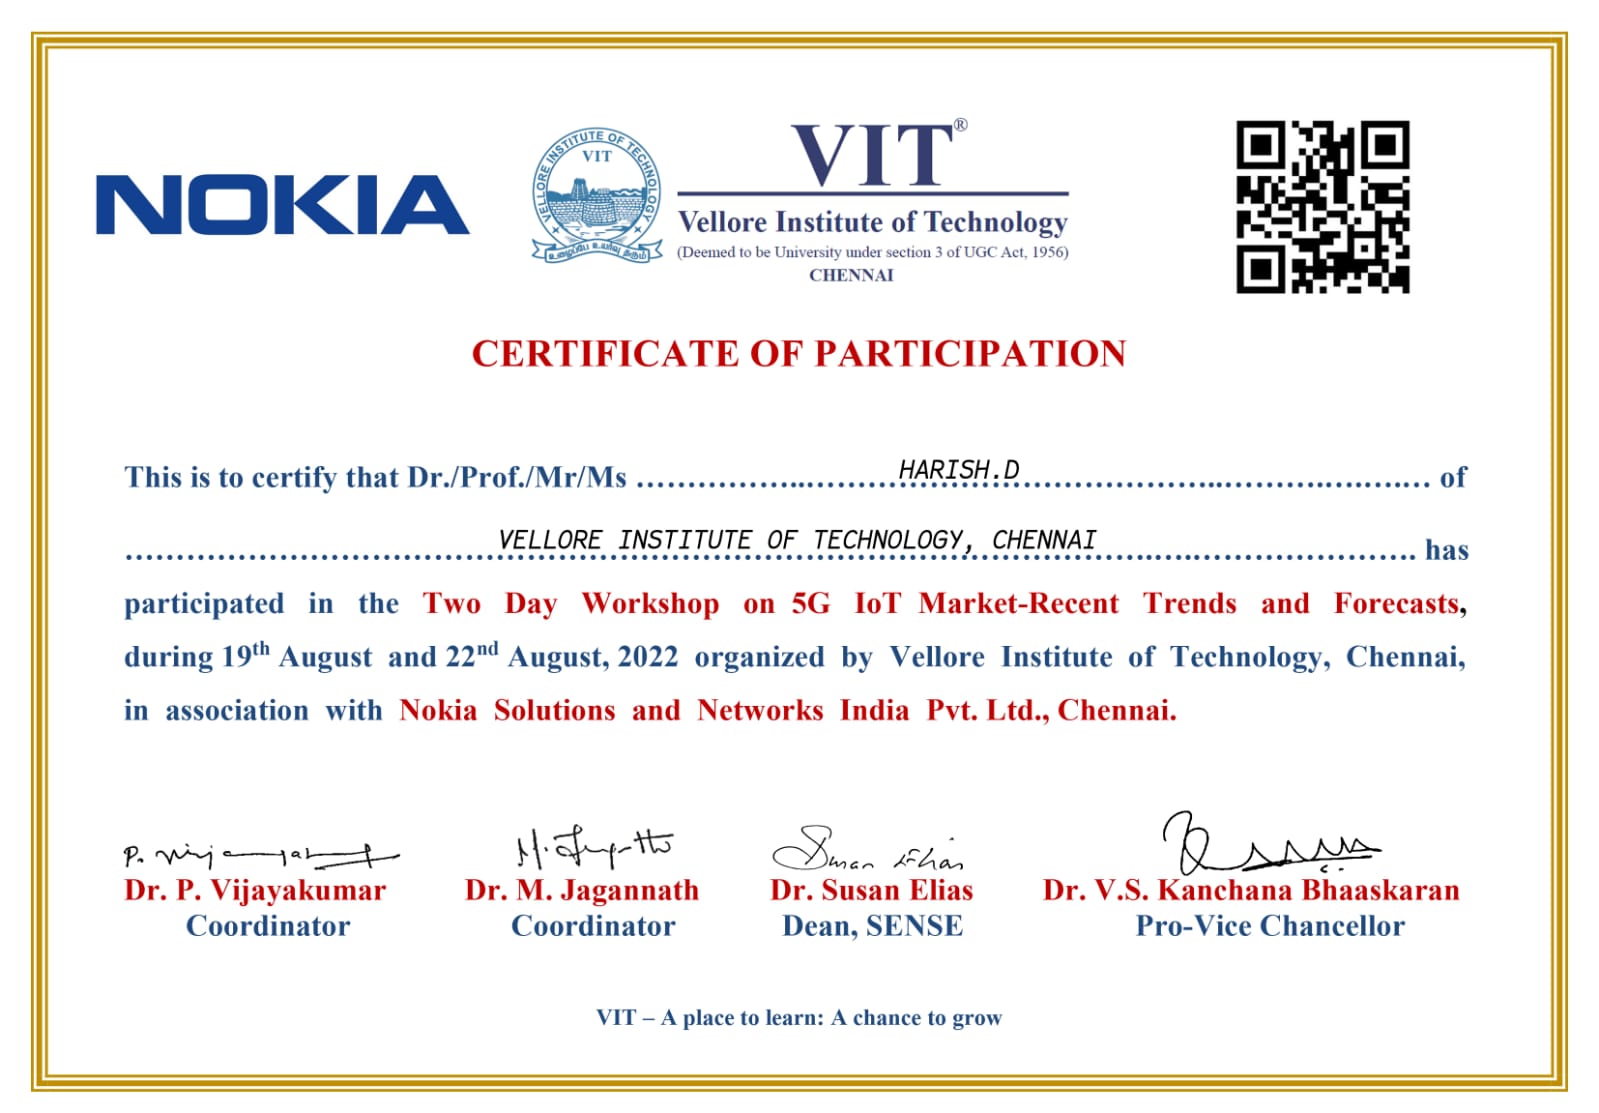 NOKIA
VELLORE INSTITUTE OF TECHNOLOGY
VIT
உழைப்பே உயர்வு தரும்
VIT®
Vellore Institute of Technology
(Deemed to be University under section 3 of UGC Act, 1956)
CHENNAI
CERTIFICATE OF PARTICIPATION
This is to certify that Dr./Prof./Mr/Ms ............ HARISH.D ............ of
............ VELLORE INSTITUTE OF TECHNOLOGY, CHENNAI ............ has
participated in the Two Day Workshop on 5G IoT Market-Recent Trends and Forecasts,
during 19th August and 22nd August, 2022 organized by Vellore Institute of Technology, Chennai,
in association with Nokia Solutions and Networks India Pvt. Ltd., Chennai.
P. Vijayakumar M. Jagannath Susan Elias
Dr. P. Vijayakumar Dr. M. Jagannath Dr. Susan Elias Dr. V.S. Kanchana Bhaaskaran
Coordinator Coordinator Dean, SENSE Pro-Vice Chancellor
VIT – A place to learn: A chance to grow